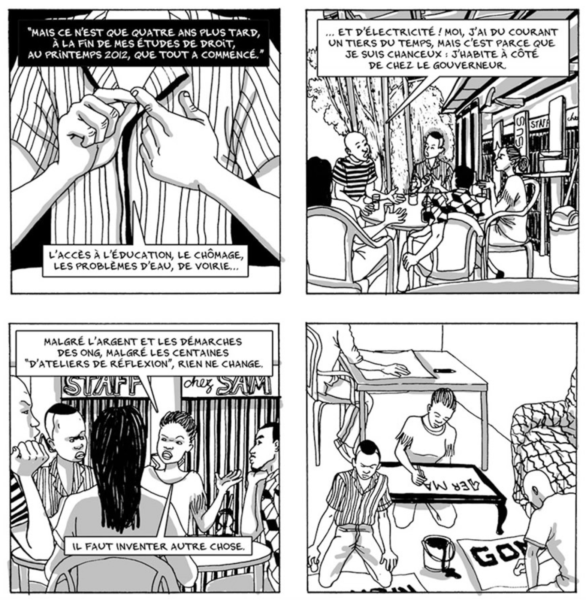 "MAIS CE N'EST QUE QUATRE ANS PLUS TARD,
À LA FIN DE MES ÉTUDES DE DROIT,
AU PRINTEMPS 2012, QUE TOUT A COMMENCÉ."
L'ACCÈS À L'ÉDUCATION, LE CHÔMAGE,
LES PROBLÈMES D'EAU, DE VOIRIE...
... ET D'ÉLECTRICITÉ ! MOI, J'AI DU COURANT
UN TIERS DU TEMPS, MAIS C'EST PARCE QUE
JE SUIS CHANCEUX : J'HABITE À CÔTÉ
DE CHEZ LE GOUVERNEUR.
STAFF
MALGRÉ L'ARGENT ET LES DÉMARCHES
DES ONG, MALGRÉ LES CENTAINES
"D'ATELIERS DE RÉFLEXION", RIEN NE CHANGE.
STAFF chez SAM
IL FAUT INVENTER AUTRE CHOSE.